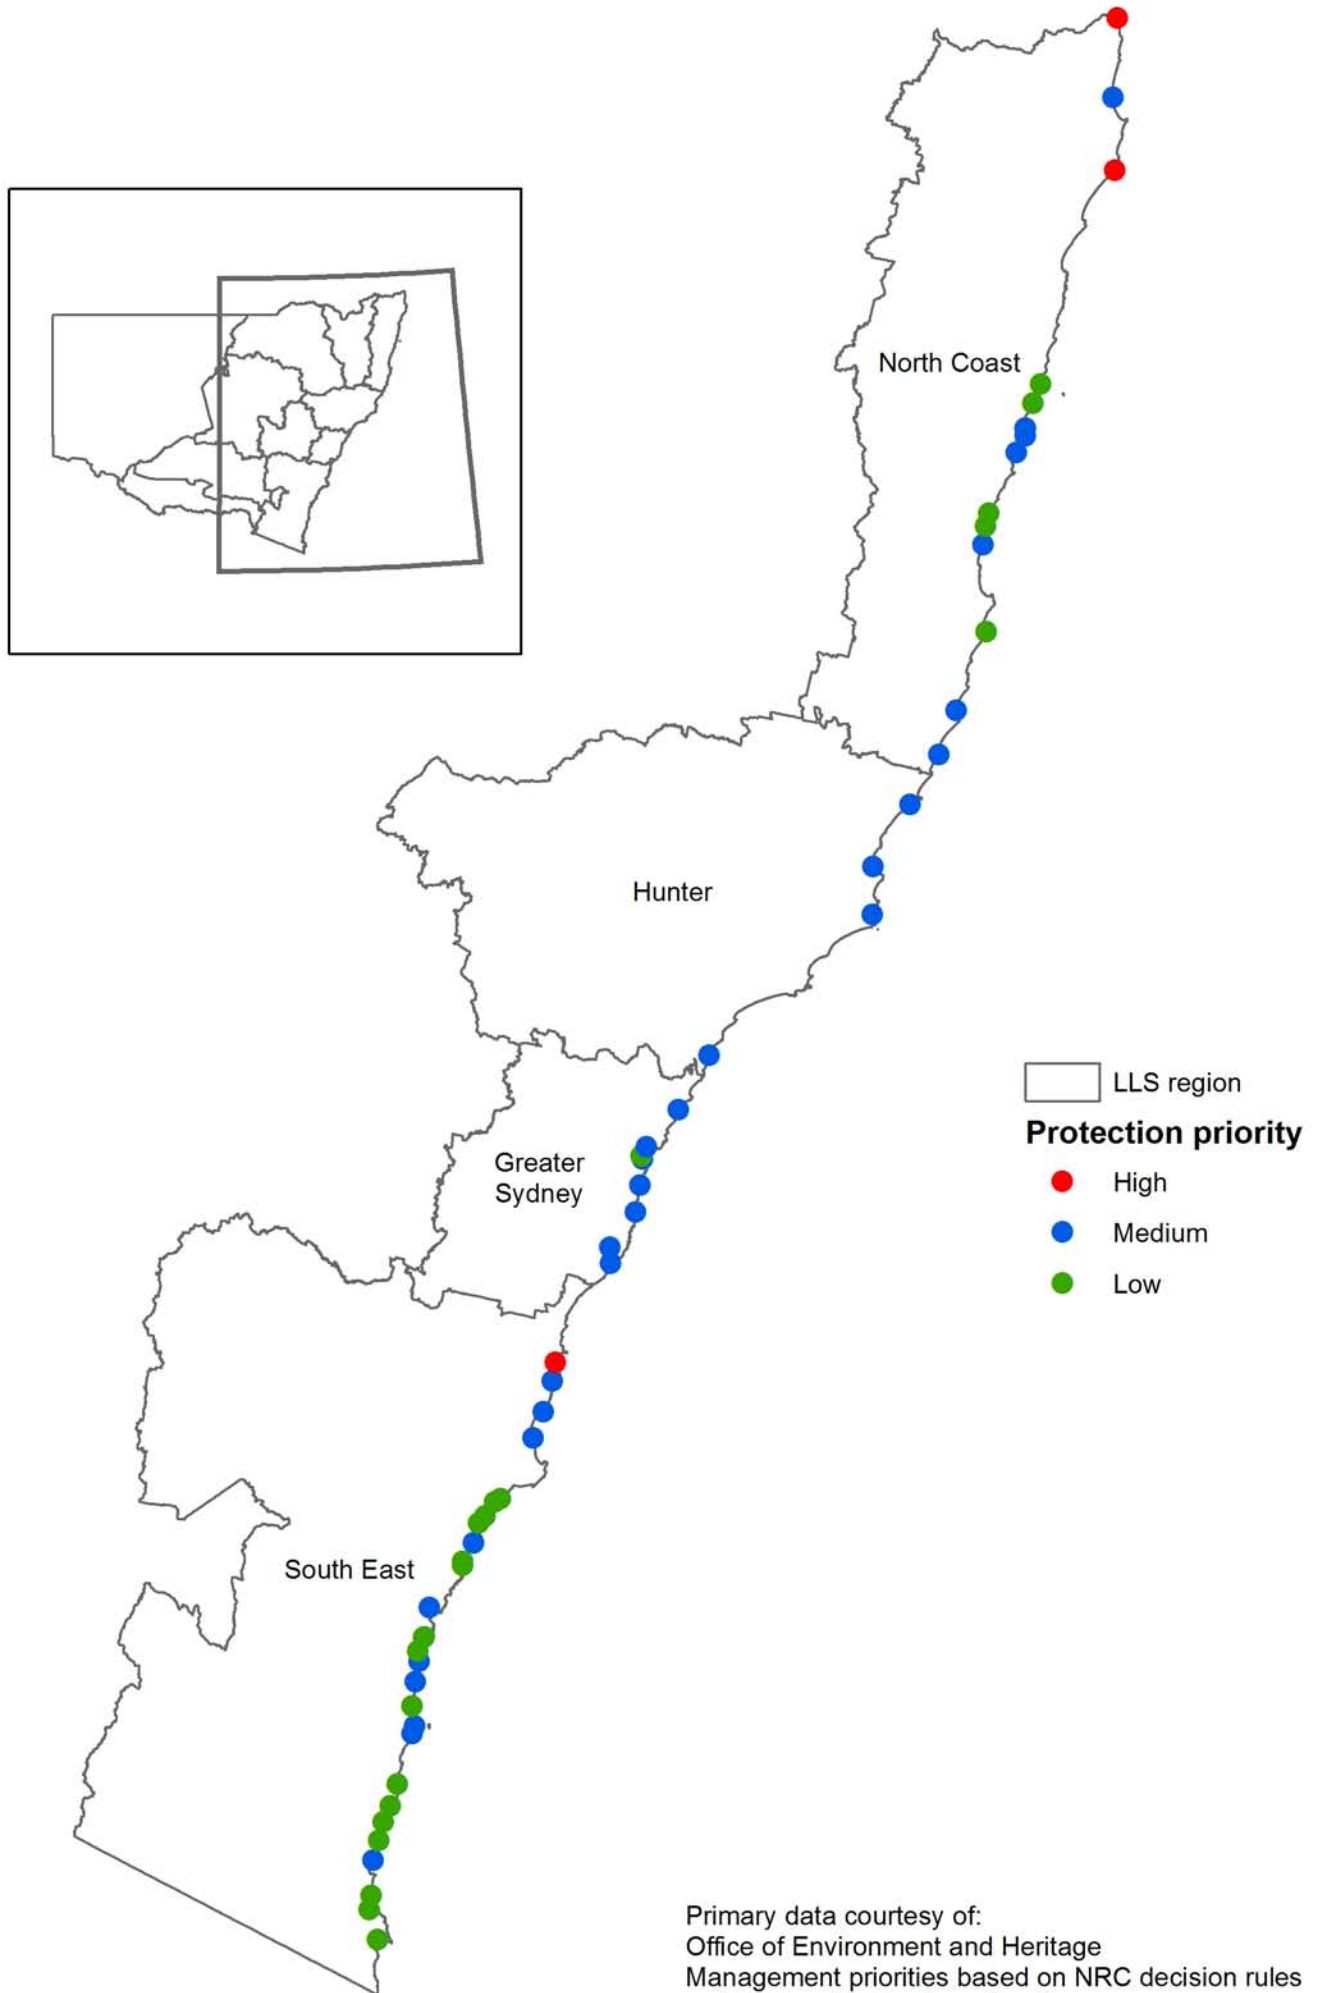 North Coast
Hunter
LLS region
Protection priority
Greater
Sydney
High
Medium
Low
South East
Primary data courtesy of:
Office of Environment and Heritage
Management priorities based on NRC decision rules